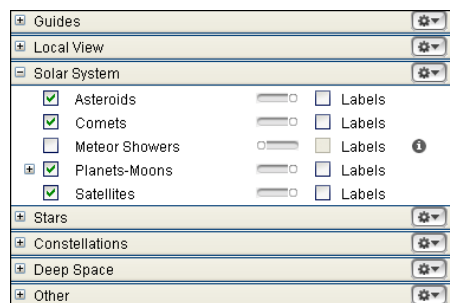 Guides
Local View
Solar System
Asteroids Labels
Comets Labels
Meteor Showers Labels
Planets-Moons Labels
Satellites Labels
Stars
Constellations
Deep Space
Other